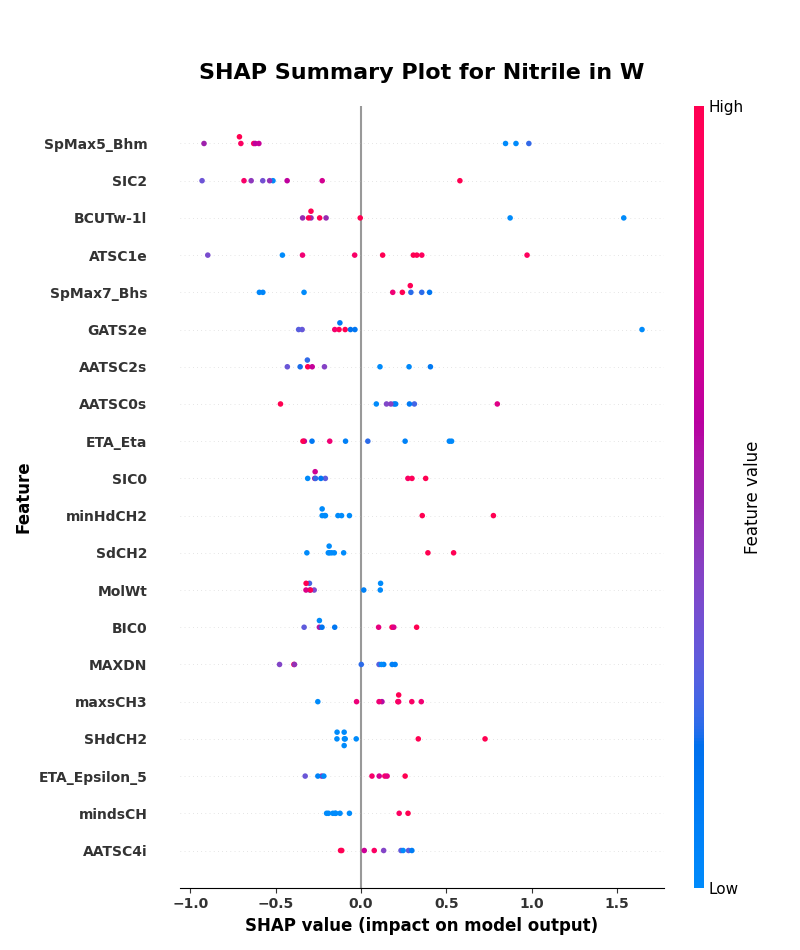 SHAP Summary Plot for Nitrile in W
High
SpMax5_Bhm
SIC2
BCUTw-1l
ATSC1e
SpMax7_Bhs
GATS2e
AATSC2s
AATSC0s
ETA_Eta
SIC0
minHdCH2
SdCH2
MolWt
BIC0
MAXDN
maxsCH3
SHdCH2
ETA_Epsilon_5
mindsCH
AATSC4i
Feature
Feature value
Low
−1.0 −0.5 0.0 0.5 1.0 1.5
SHAP value (impact on model output)